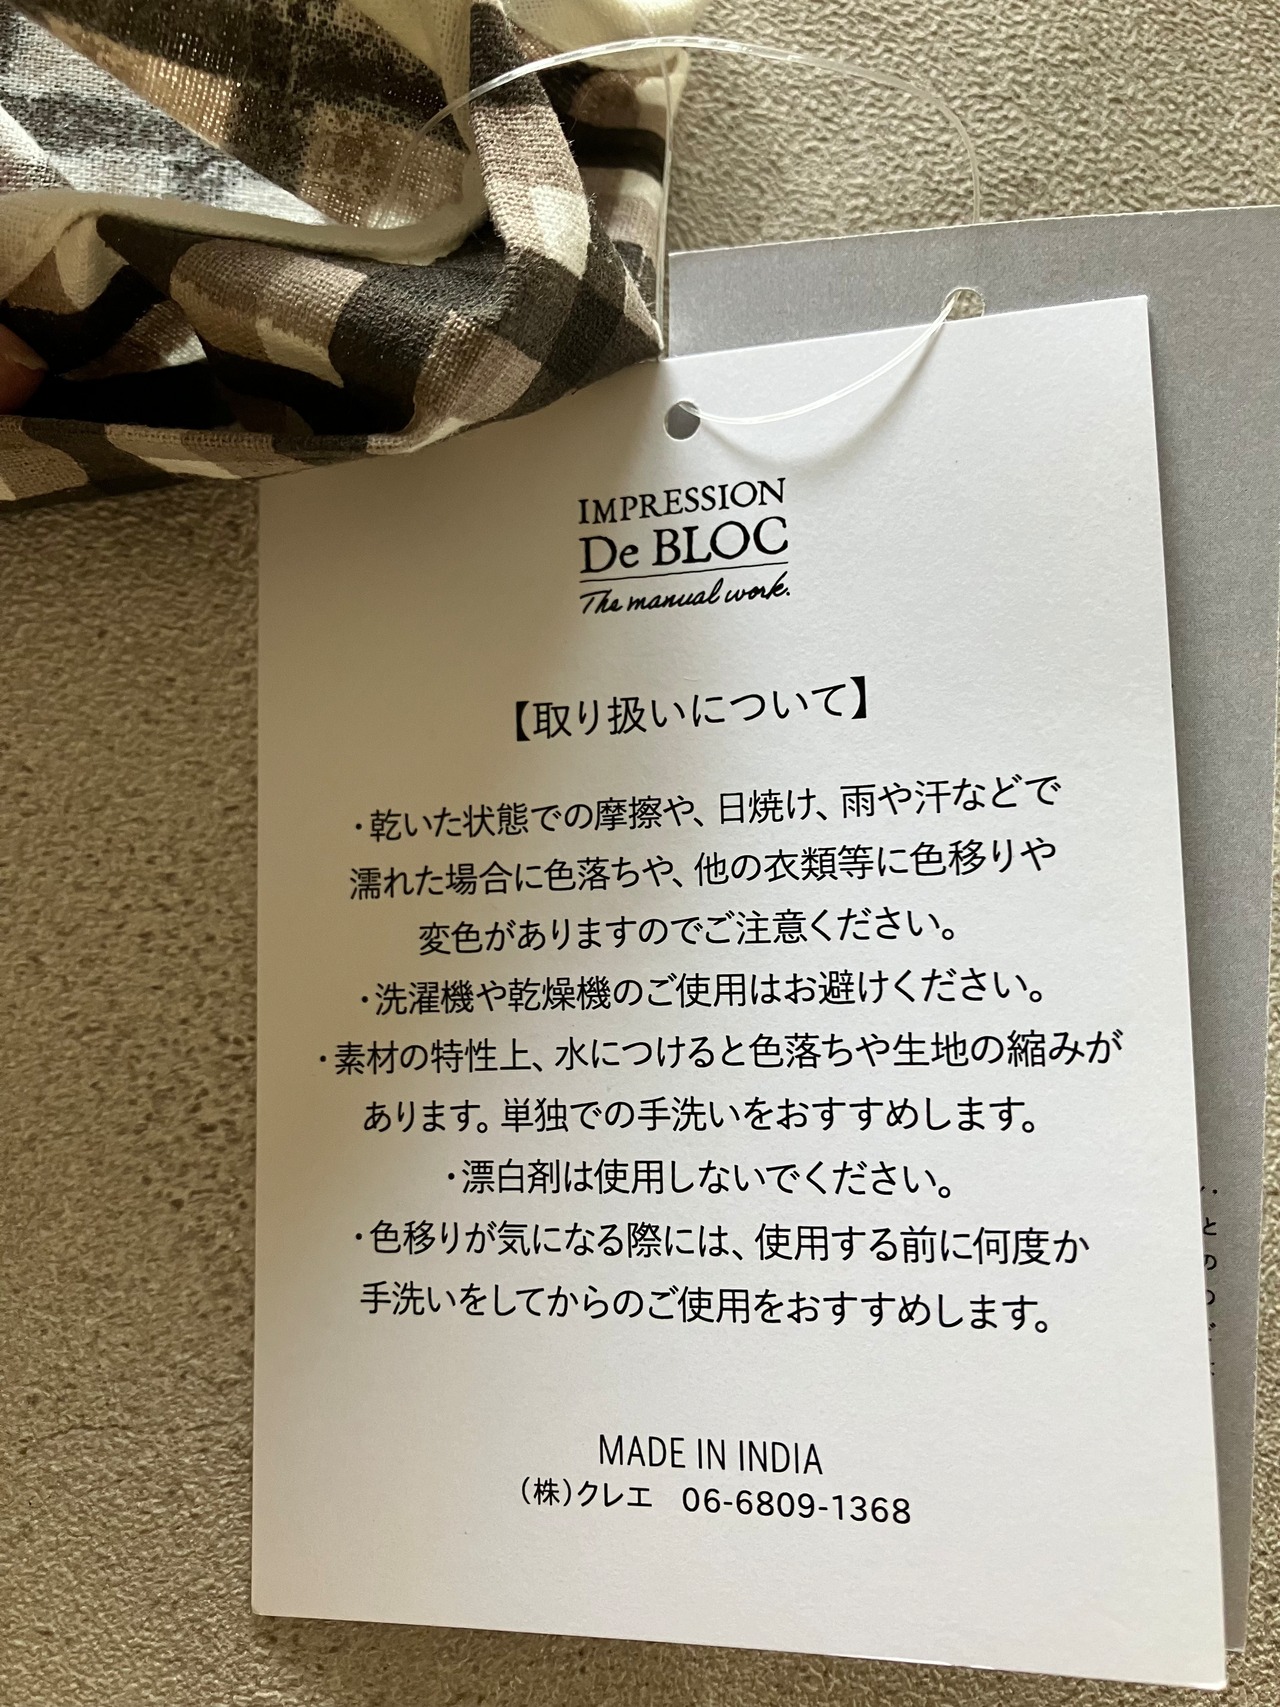 IMPRESSION
De BLOC
The manual work.
【取り扱いについて】
・乾いた状態での摩擦や、日焼け、雨や汗などで
濡れた場合に色落ちや、他の衣類等に色移りや
変色がありますのでご注意ください。
・洗濯機や乾燥機のご使用はお避けください。
・素材の特性上、水につけると色落ちや生地の縮みが
あります。単独での手洗いをおすすめします。
・漂白剤は使用しないでください。
・色移りが気になる際には、使用する前に何度か
手洗いをしてからのご使用をおすすめします。
MADE IN INDIA
(株)クレエ 06-6809-1368